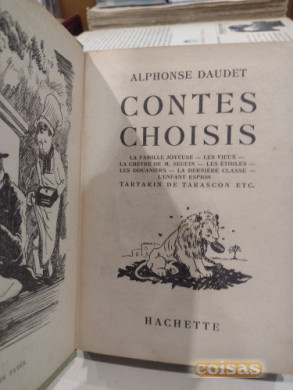 ALPHONSE DAUDET
CONTES
CHOISIS
LA FAMILLE JOYEUSE — LES VIEUX —
LA CHÈVRE DE M. SEGUIN — LES ÉTOILES —
LES DOUANIERS — LA DERNIÈRE CLASSE —
L'ENFANT ESPION
TARTARIN DE TARASCON ETC.
HACHETTE
coisas